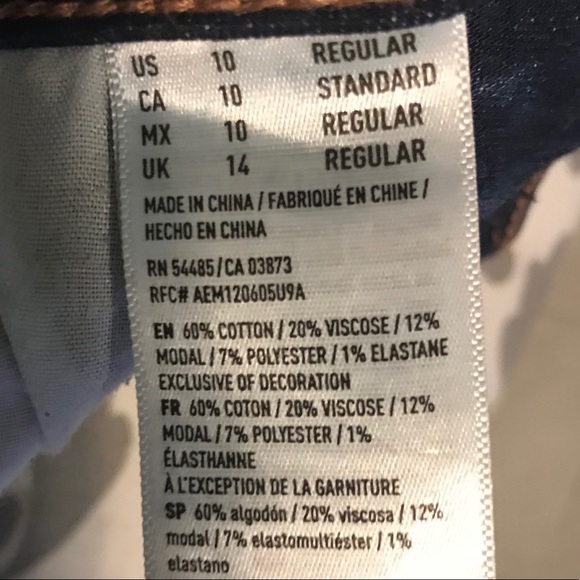 US 10 REGULAR
CA 10 STANDARD
MX 10 REGULAR
UK 14 REGULAR
MADE IN CHINA / FABRIQUÉ EN CHINE /
HECHO EN CHINA
RN 54485/CA 03873
RFC# AEM120605U9A
EN 60% COTTON / 20% VISCOSE / 12%
MODAL / 7% POLYESTER / 1% ELASTANE
EXCLUSIVE OF DECORATION
FR 60% COTON / 20% VISCOSE / 12%
MODAL / 7% POLYESTER / 1%
ÉLASTHANNE
À L'EXCEPTION DE LA GARNITURE
SP 60% algodón / 20% viscosa / 12%
modal / 7% elastomultiéster / 1%
elastano